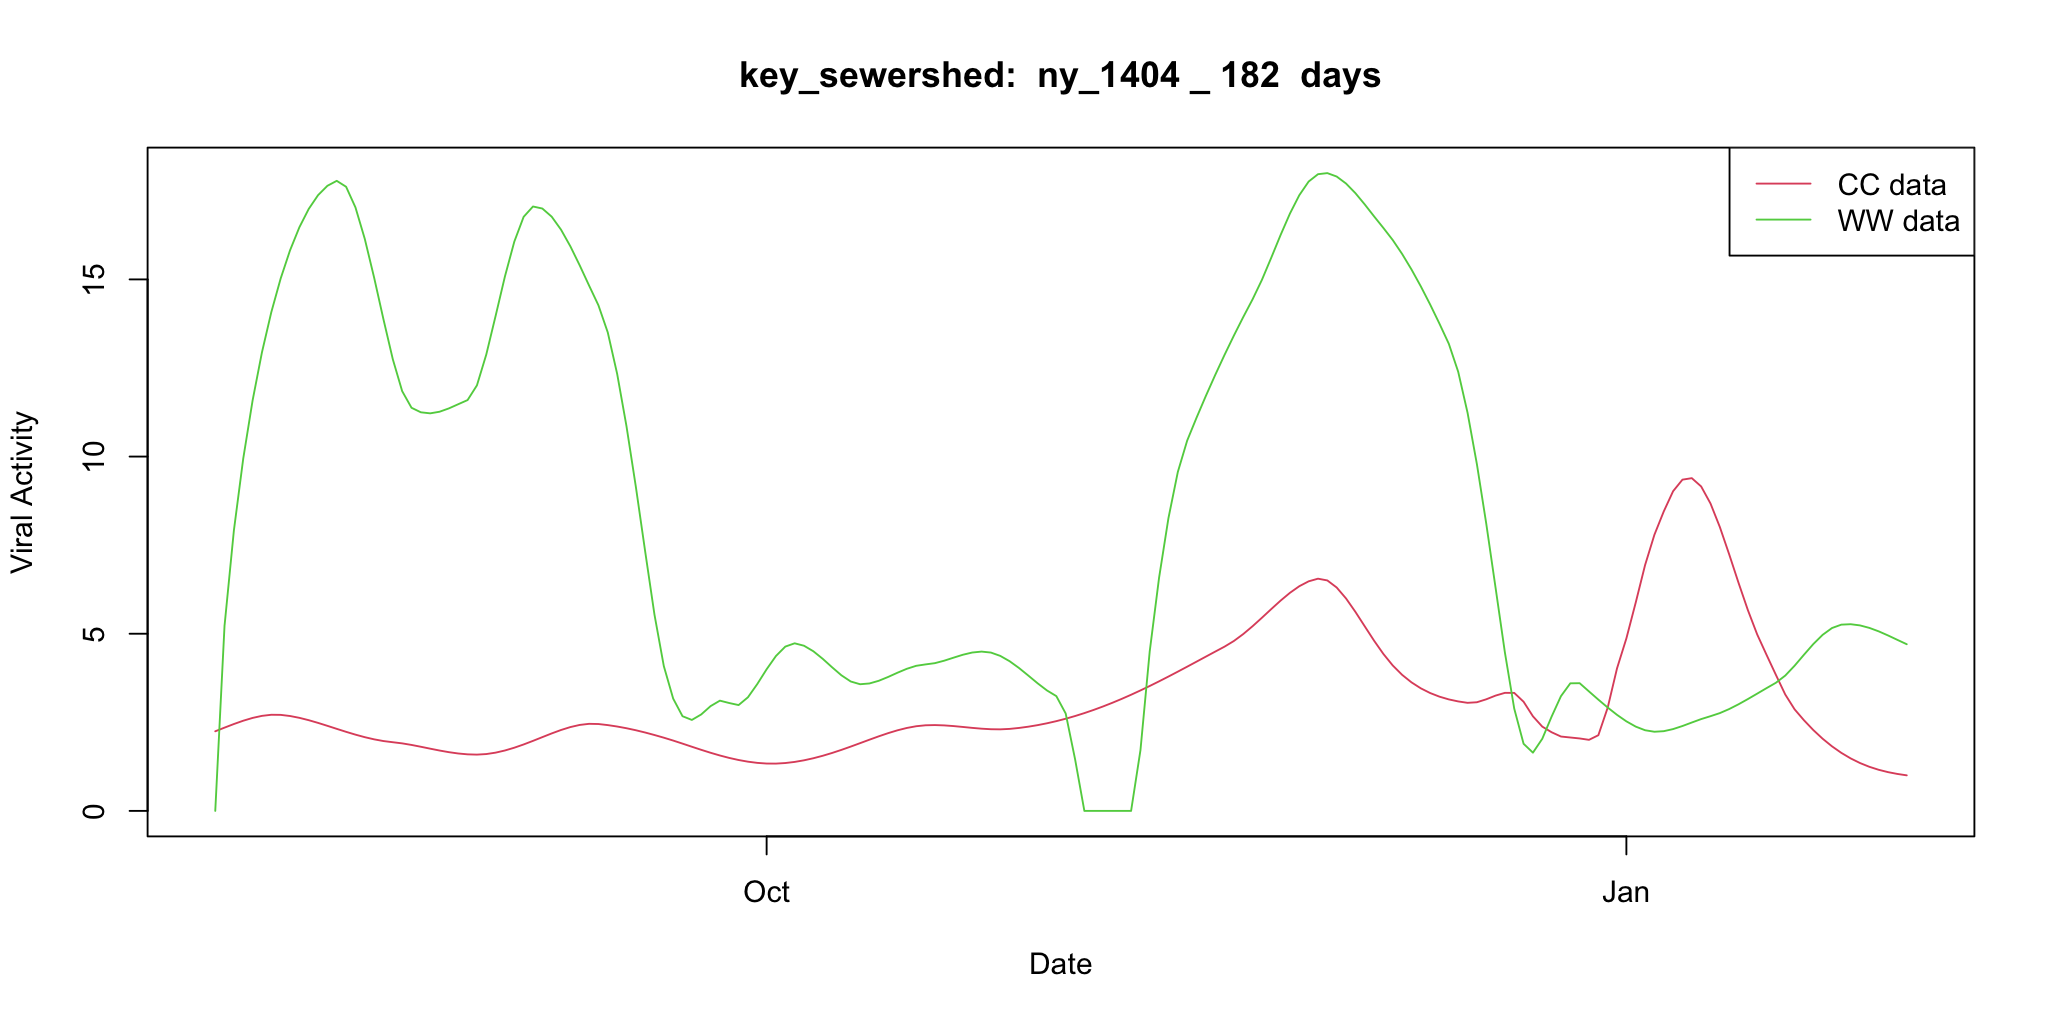 key_sewershed:  ny_1404 _ 182  days
CC data
WW data
Viral Activity
15
10
5
0
Oct
Jan
Date